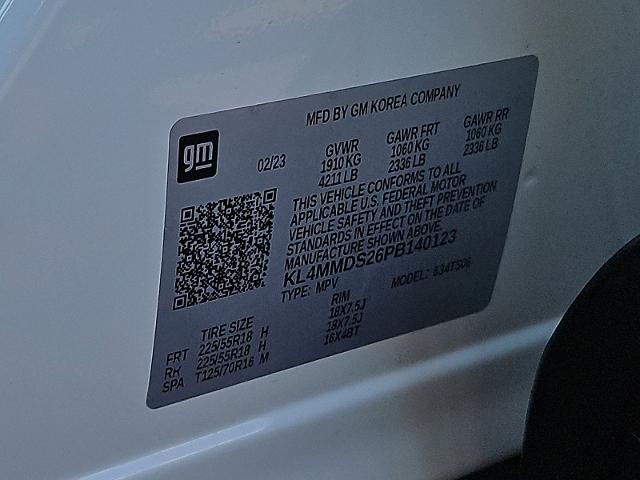 MFD BY GM KOREA COMPANY
gm
02/23
GVWR GAWR FRT GAWR RR
1910 KG 1060 KG 1060 KG
4211 LB 2336 LB 2336 LB
THIS VEHICLE CONFORMS TO ALL
APPLICABLE U.S. FEDERAL MOTOR
VEHICLE SAFETY AND THEFT PREVENTION
STANDARDS IN EFFECT ON THE DATE OF
MANUFACTURE SHOWN ABOVE.
KL4MMDS26PB140123
TYPE: MPV MODEL: 634TS06
TIRE SIZE RIM
FRT 225/55R18 H 18X7.5J
RR 225/55R18 H 18X7.5J
SPA T125/70R16 M 16X4BT